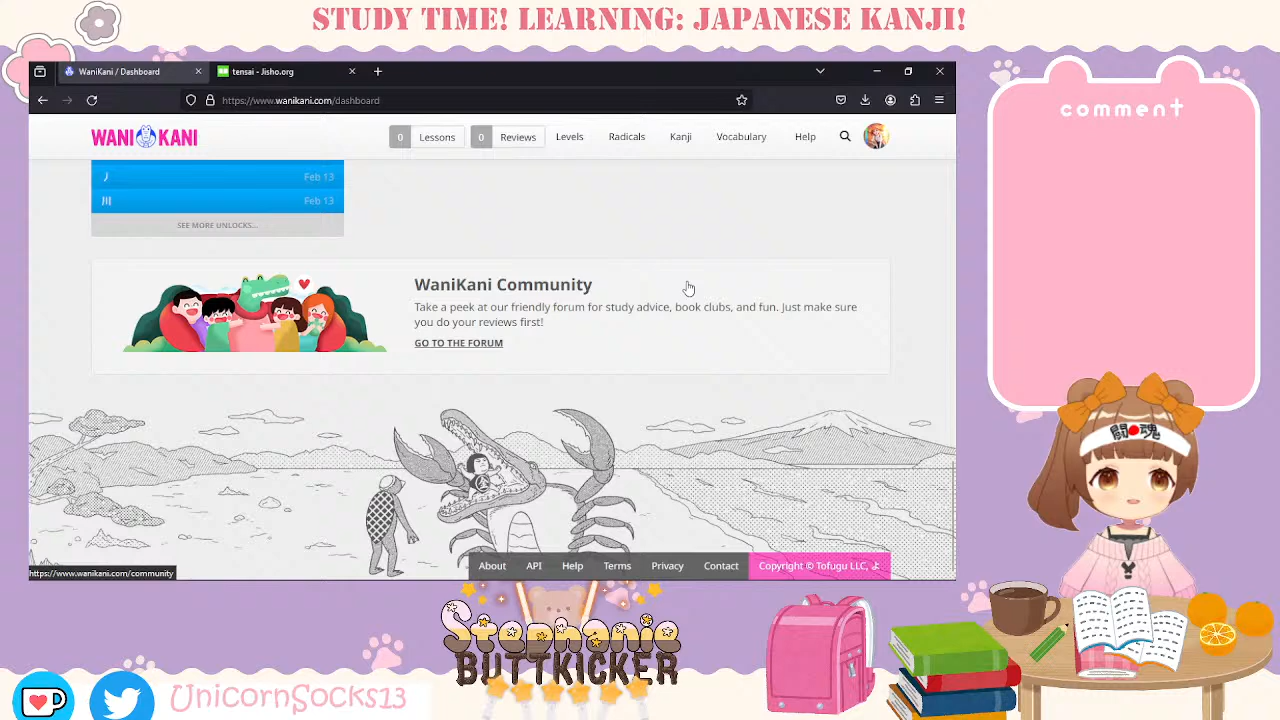 STUDY TIME! LEARNING: JAPANESE KANJI!
WaniKani / Dashboard
tensai - Jisho.org
https://www.wanikani.com/dashboard
WANIKANI
0 Lessons
0 Reviews
Levels
Radicals
Kanji
Vocabulary
Help
Feb 13
川 Feb 13
SEE MORE UNLOCKS...
WaniKani Community
Take a peek at our friendly forum for study advice, book clubs, and fun. Just make sure
you do your reviews first!
GO TO THE FORUM
About
API
Help
Terms
Privacy
Contact
Copyright © Tofugu LLC,
https://www.wanikani.com/community
comment
闘魂
Stephanie
BUTTKICKER
UnicornSocks13